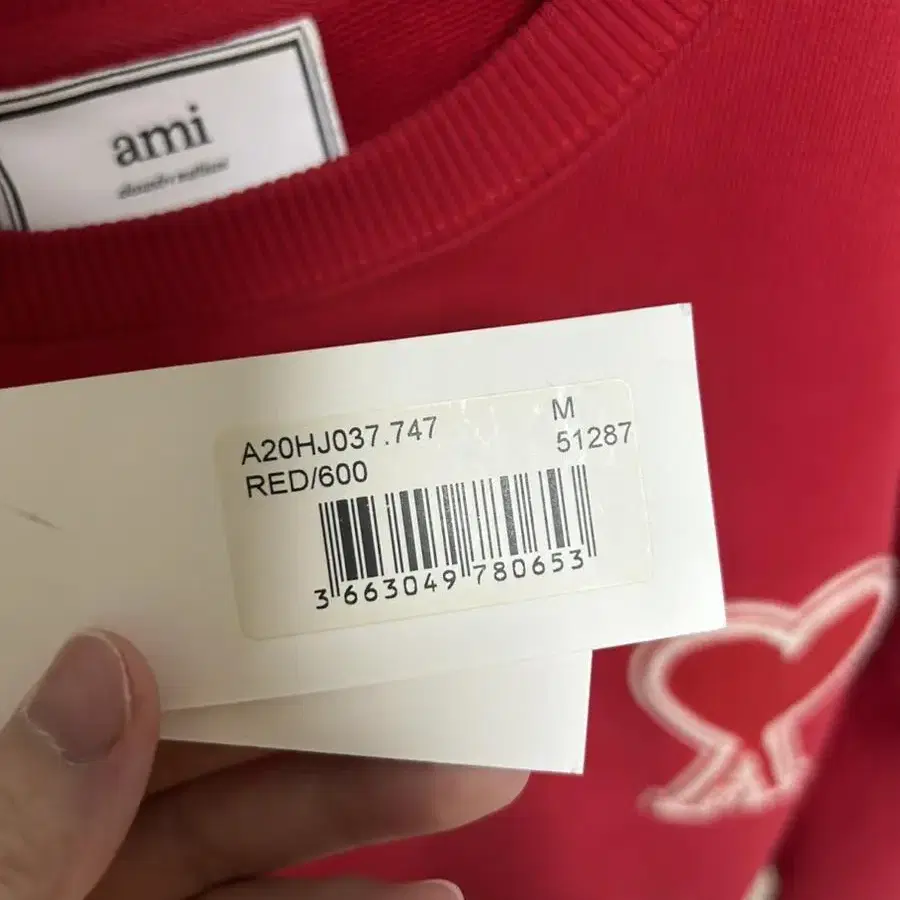 ami
A20HJ037.747 M
RED/600 51287
3 663049 780653